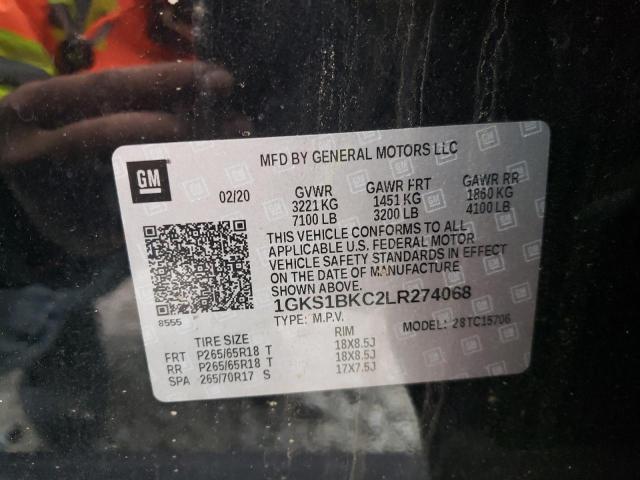 GM
MFD BY GENERAL MOTORS LLC
02/20 GVWR GAWR FRT GAWR RR
3221 KG 1451 KG 1860 KG
7100 LB 3200 LB 4100 LB
THIS VEHICLE CONFORMS TO ALL
APPLICABLE U.S. FEDERAL MOTOR
VEHICLE SAFETY STANDARDS IN EFFECT
ON THE DATE OF MANUFACTURE
SHOWN ABOVE.
1GKS1BKC2LR274068
8555 TYPE: M.P.V. MODEL: 28TC15706
TIRE SIZE RIM
FRT P265/65R18 T 18X8.5J
RR P265/65R18 T 18X8.5J
SPA 265/70R17 S 17X7.5J